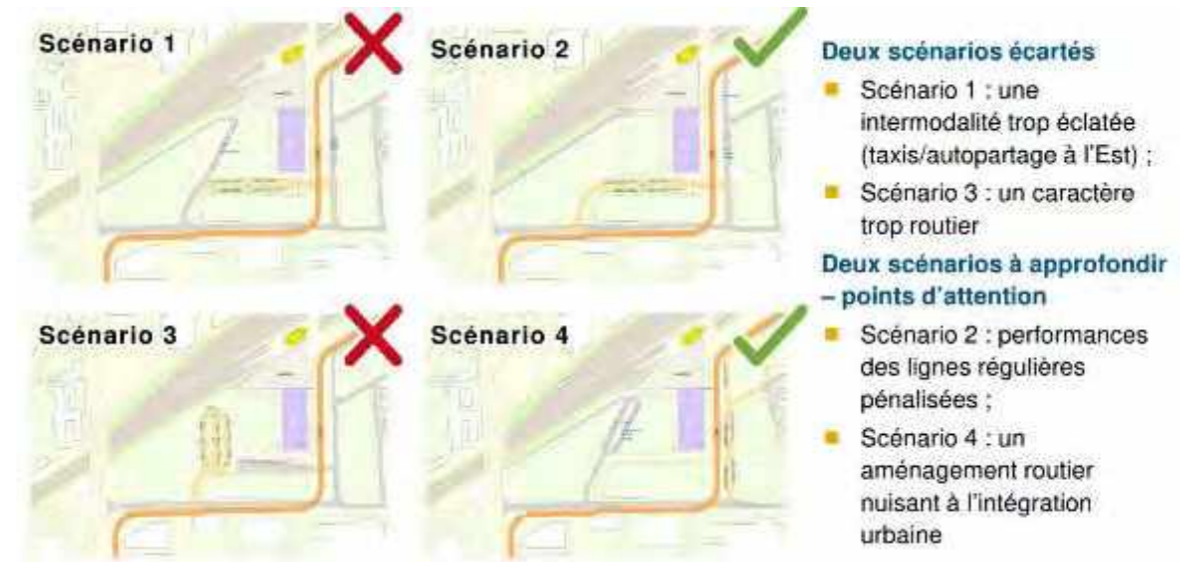 Scénario 1
Scénario 2
Scénario 3
Scénario 4
Deux scénarios écartés
Scénario 1 : une
intermodalité trop éclatée
(taxis/autopartage à l'Est) ;
Scénario 3 : un caractère
trop routier
Deux scénarios à approfondir
– points d'attention
Scénario 2 : performances
des lignes régulières
pénalisées ;
Scénario 4 : un
aménagement routier
nuisant à l'intégration
urbaine